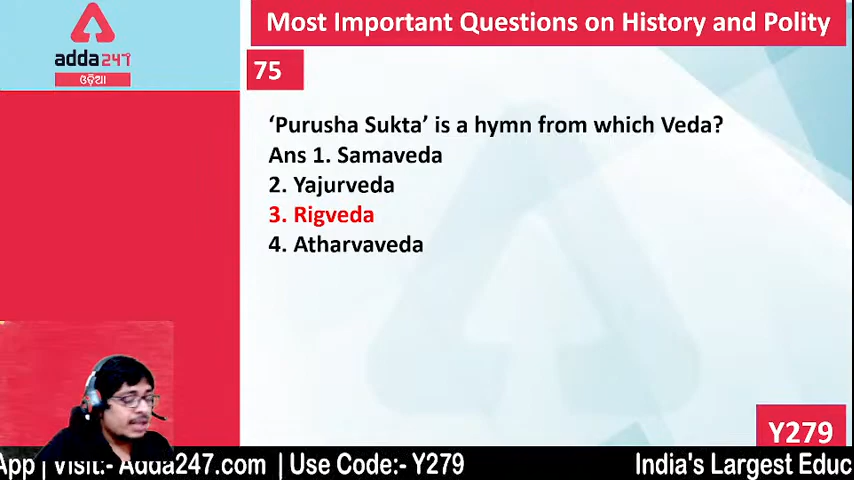 Most Important Questions on History and Polity
adda247
ଓଡ଼ିଆ
75
‘Purusha Sukta’ is a hymn from which Veda?
Ans 1. Samaveda
2. Yajurveda
3. Rigveda
4. Atharvaveda
Y279
App | Visit:- Adda247.com | Use Code:- Y279 India's Largest Educ